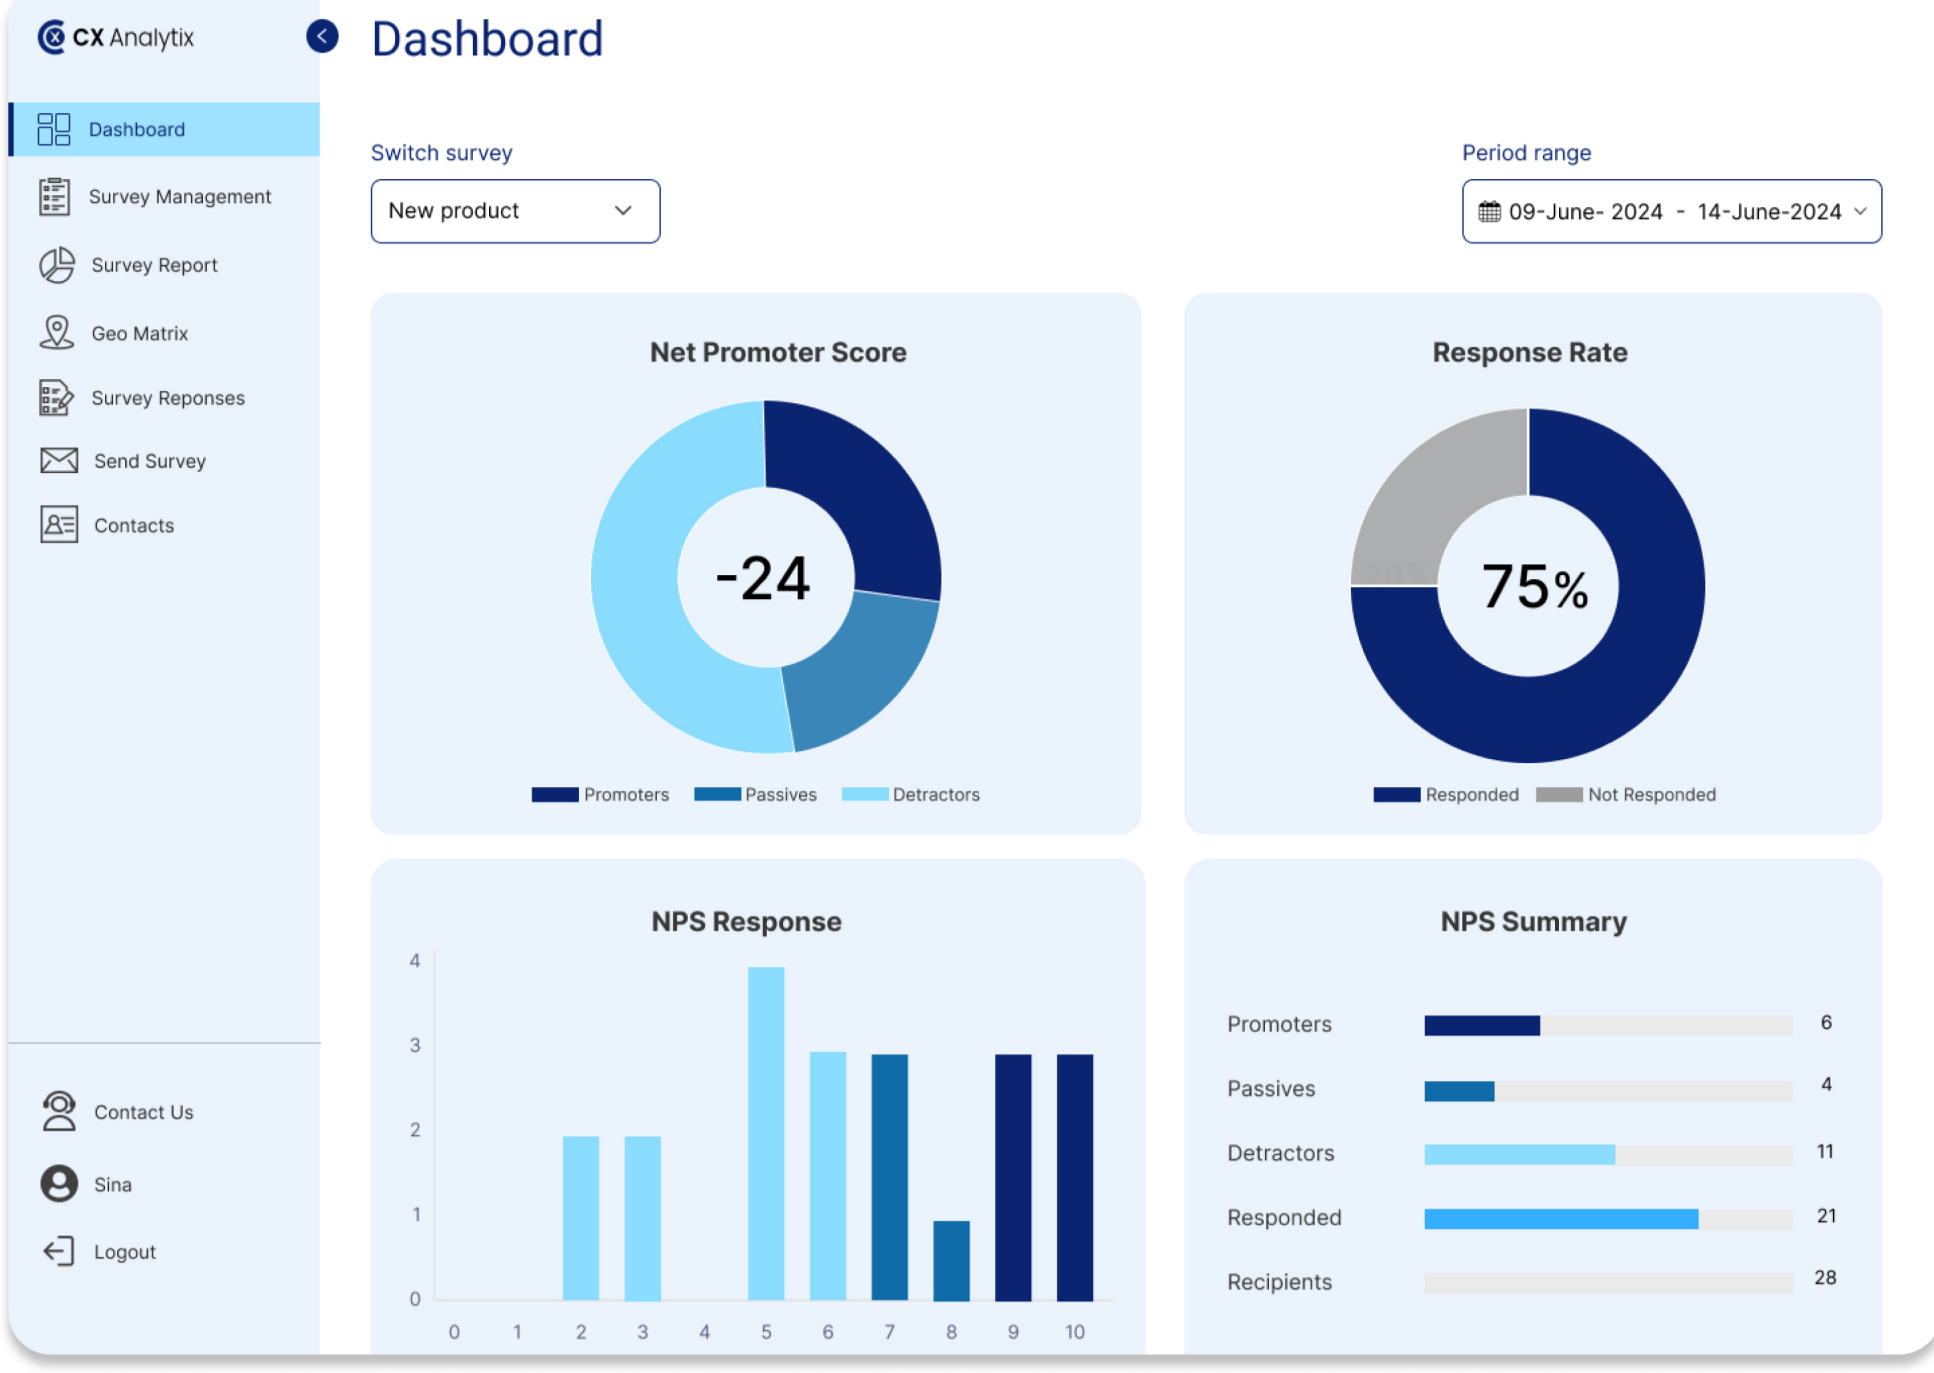 CX Analytix
Dashboard
Dashboard
Survey Management
Survey Report
Geo Matrix
Survey Reponses
Send Survey
Contacts
Contact Us
Sina
Logout
Switch survey
New product
Period range
09-June- 2024 - 14-June-2024
Net Promoter Score
-24
Promoters Passives Detractors
Response Rate
20%
75%
Responded Not Responded
NPS Response
4
3
2
1
0
0 1 2 3 4 5 6 7 8 9 10
NPS Summary
Promoters 6
Passives 4
Detractors 11
Responded 21
Recipients 28